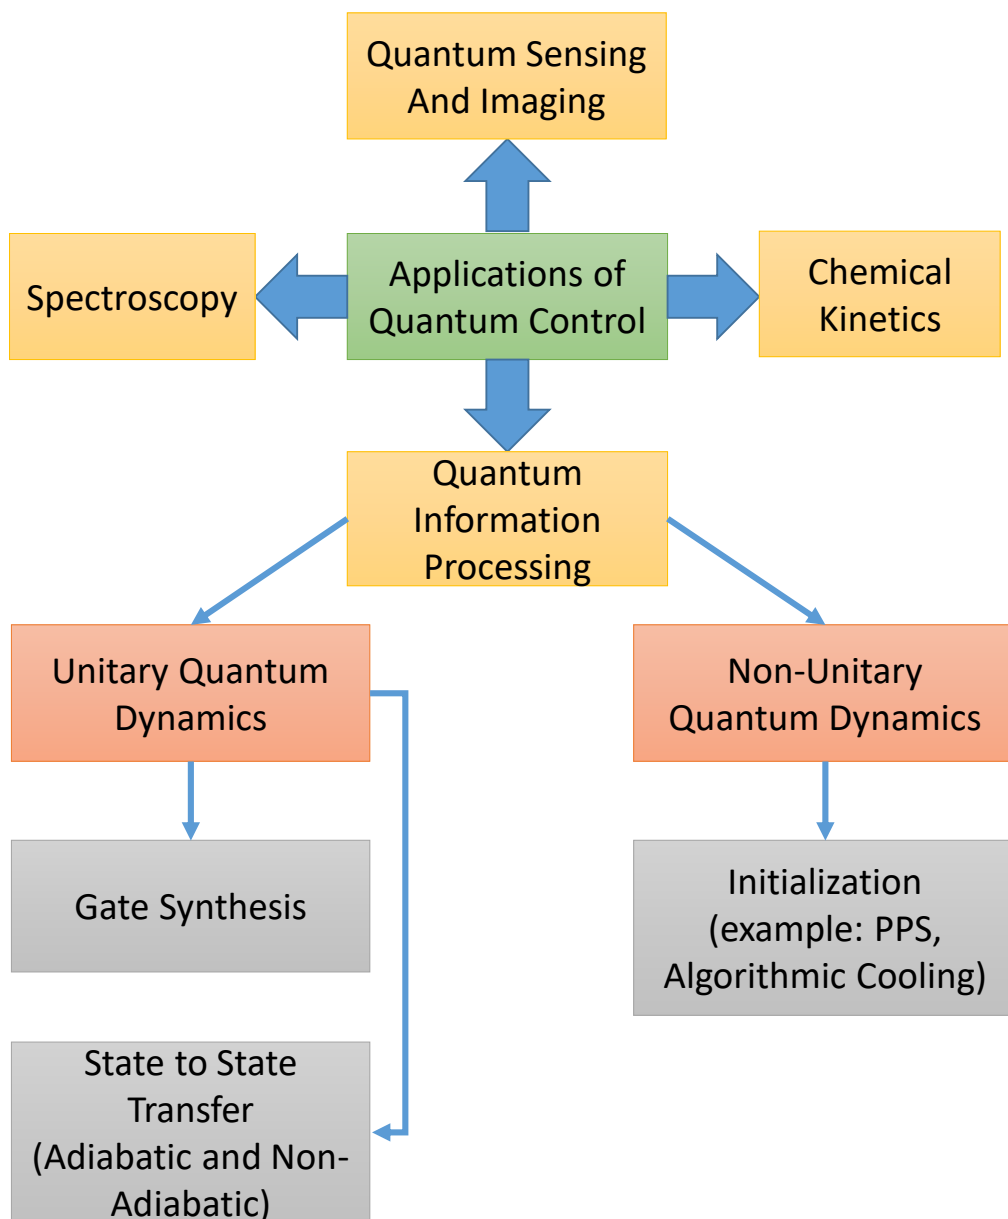 Quantum Sensing
And Imaging
Spectroscopy
Applications of
Quantum Control
Chemical
Kinetics
Quantum
Information
Processing
Unitary Quantum
Dynamics
Non-Unitary
Quantum Dynamics
Gate Synthesis
Initialization
(example: PPS,
Algorithmic Cooling)
State to State
Transfer
(Adiabatic and Non-
Adiabatic)